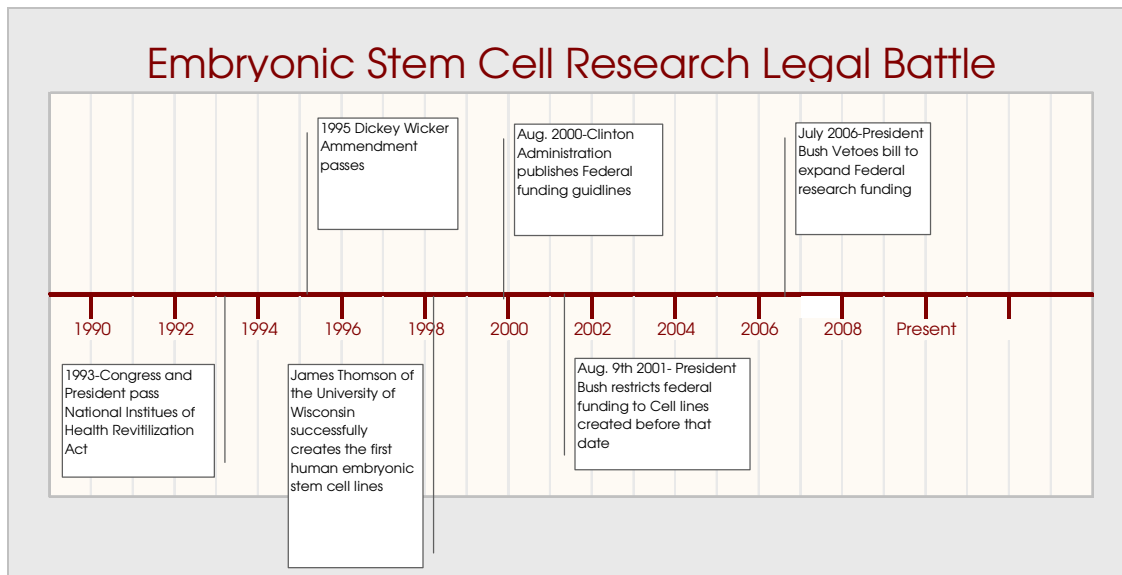 Embryonic Stem Cell Research Legal Battle
1995 Dickey Wicker
Ammendment
passes
Aug. 2000-Clinton
Administration
publishes Federal
funding guidlines
July 2006-President
Bush Vetoes bill to
expand Federal
research funding
1990 1992 1994 1996 1998 2000 2002 2004 2006 2008 Present
1993-Congress and
President pass
National Institues of
Health Revitilization
Act
James Thomson of
the University of
Wisconsin
successfully
creates the first
human embryonic
stem cell lines
Aug. 9th 2001- President
Bush restricts federal
funding to Cell lines
created before that
date